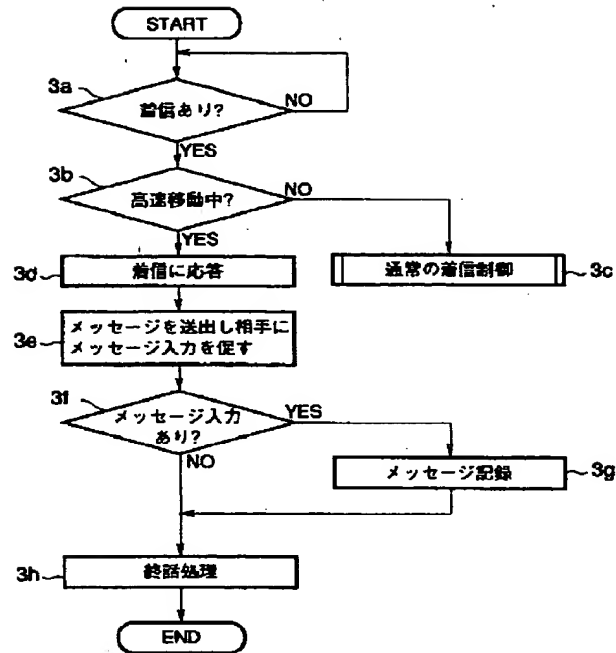 START
3a
着信あり?
NO
YES
3b
高速移動中?
NO
YES
3d
着信に応答
通常の着信制御
3c
3e
メッセージを送出し相手に
メッセージ入力を促す
3f
メッセージ入力
あり?
YES
NO
メッセージ記録
3g
3h
終話処理
END